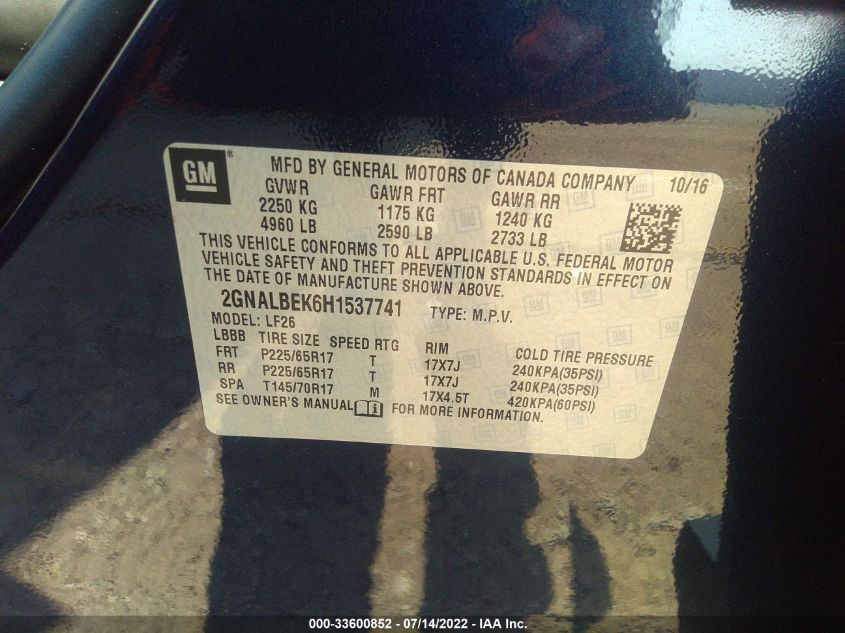 GM ® MFD BY GENERAL MOTORS OF CANADA COMPANY 10/16
GVWR GAWR FRT GAWR RR
2250 KG 1175 KG 1240 KG
4960 LB 2590 LB 2733 LB
THIS VEHICLE CONFORMS TO ALL APPLICABLE U.S. FEDERAL MOTOR
VEHICLE SAFETY AND THEFT PREVENTION STANDARDS IN EFFECT ON
THE DATE OF MANUFACTURE SHOWN ABOVE.
2GNALBEK6H1537741 TYPE: M.P.V.
MODEL: LF26
LBBB TIRE SIZE SPEED RTG RIM COLD TIRE PRESSURE
FRT P225/65R17 T 17X7J 240KPA(35PSI)
RR P225/65R17 T 17X7J 240KPA(35PSI)
SPA T145/70R17 M 17X4.5T 420KPA(60PSI)
SEE OWNER'S MANUAL FOR MORE INFORMATION.
000-33600852 - 07/14/2022 - IAA Inc.